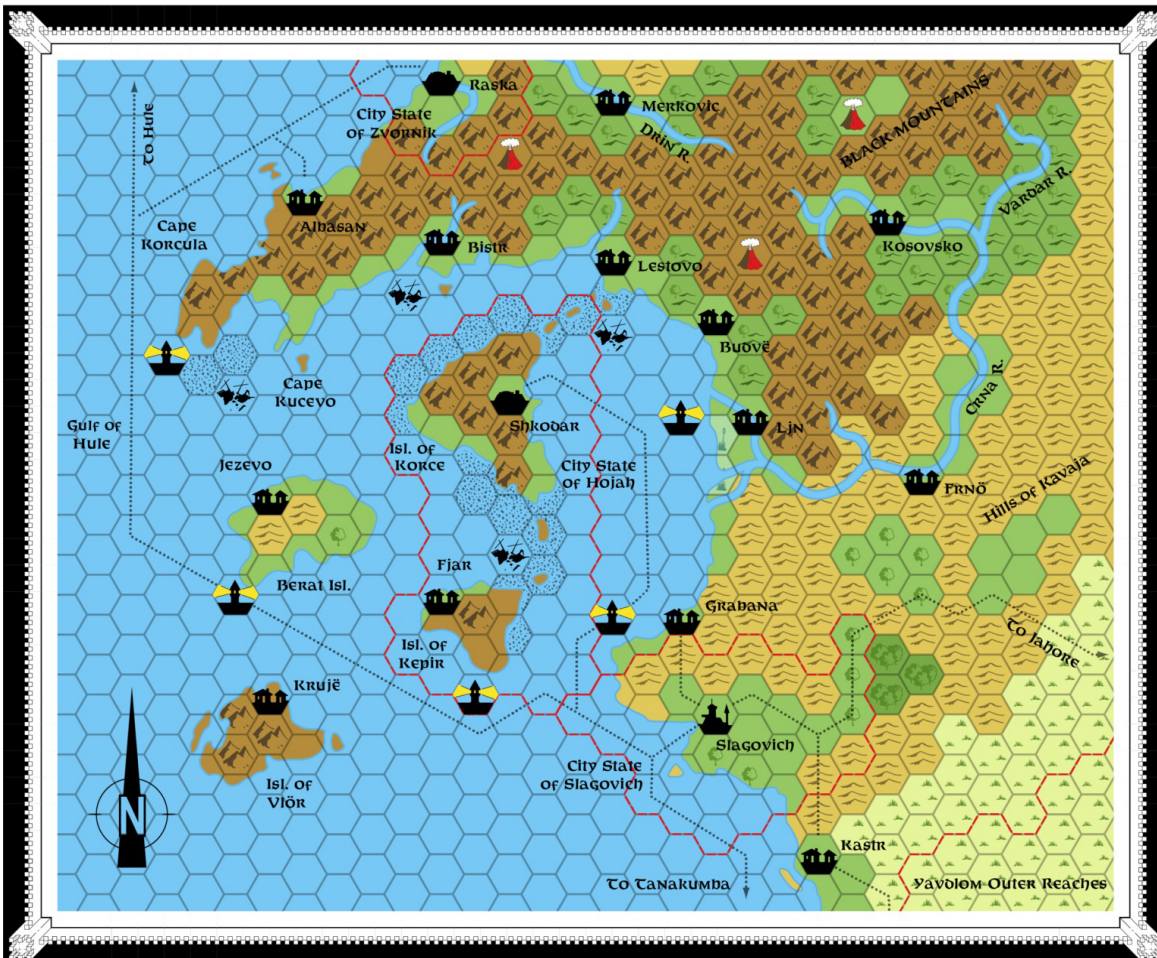 Raska
Merkovic
City State
of Zvornik
Drin R.
Black Mountains
To Hule
Albasan
Vardar R.
Cape
Korcula
Bistr
Kosovsko
Lestovo
Budvë
Cape
Kucevo
Crna R.
Gulf of
Hule
Shkodar
Ljn
Isl. of
Korce
Jezevo
City State
of Hojah
Frnö
Hills of Kavaja
Berat Isl.
Fjar
Grabana
To Jahore
Isl. of
Kepir
Krujë
Slagovich
City State
of Slagovich
Isl. of
Vlör
N
Kastr
To Tanakumba
Yavdlom Outer Reaches